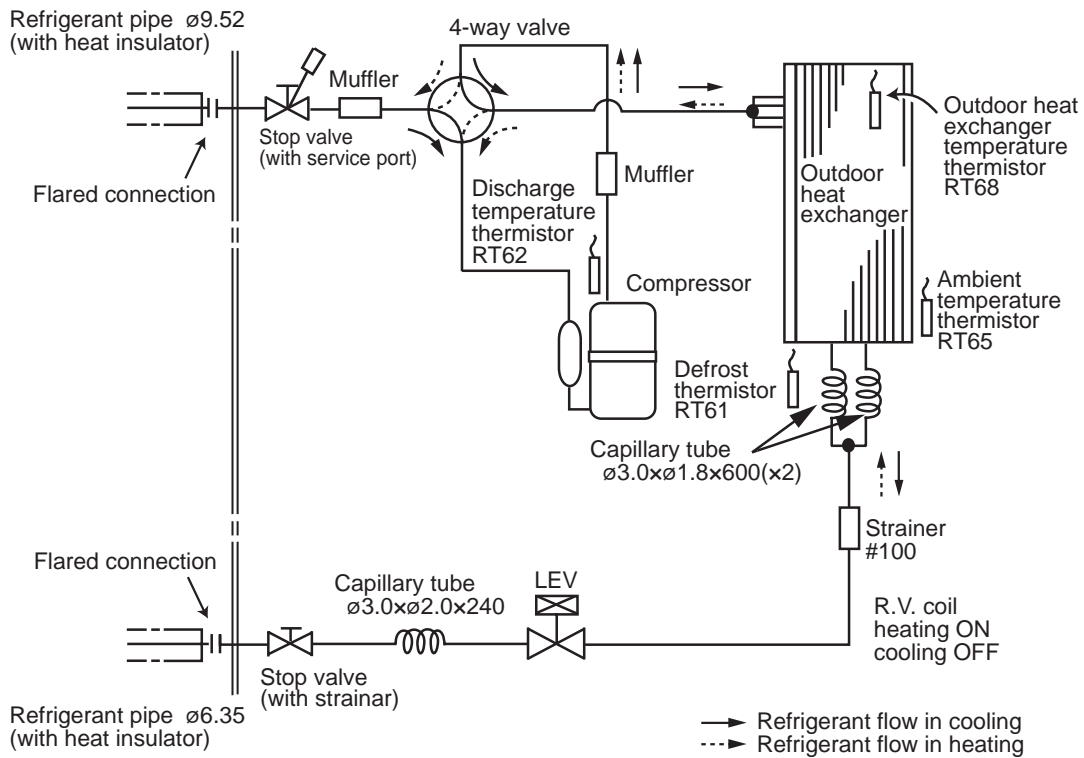 Refrigerant pipe ø9.52
(with heat insulator)
4-way valve
Muffler
Stop valve
(with service port)
Flared connection
Outdoor heat
exchanger
temperature
thermistor
RT68
Muffler
Discharge
temperature
thermistor
RT62
Outdoor
heat
exchanger
Compressor
Ambient
temperature
thermistor
RT65
Defrost
thermistor
RT61
Capillary tube
ø3.0×ø1.8×600(×2)
Strainer
#100
Flared connection
Capillary tube
ø3.0×ø2.0×240
LEV
R.V. coil
heating ON
cooling OFF
Stop valve
(with strainar)
Refrigerant pipe ø6.35
(with heat insulator)
Refrigerant flow in cooling
Refrigerant flow in heating